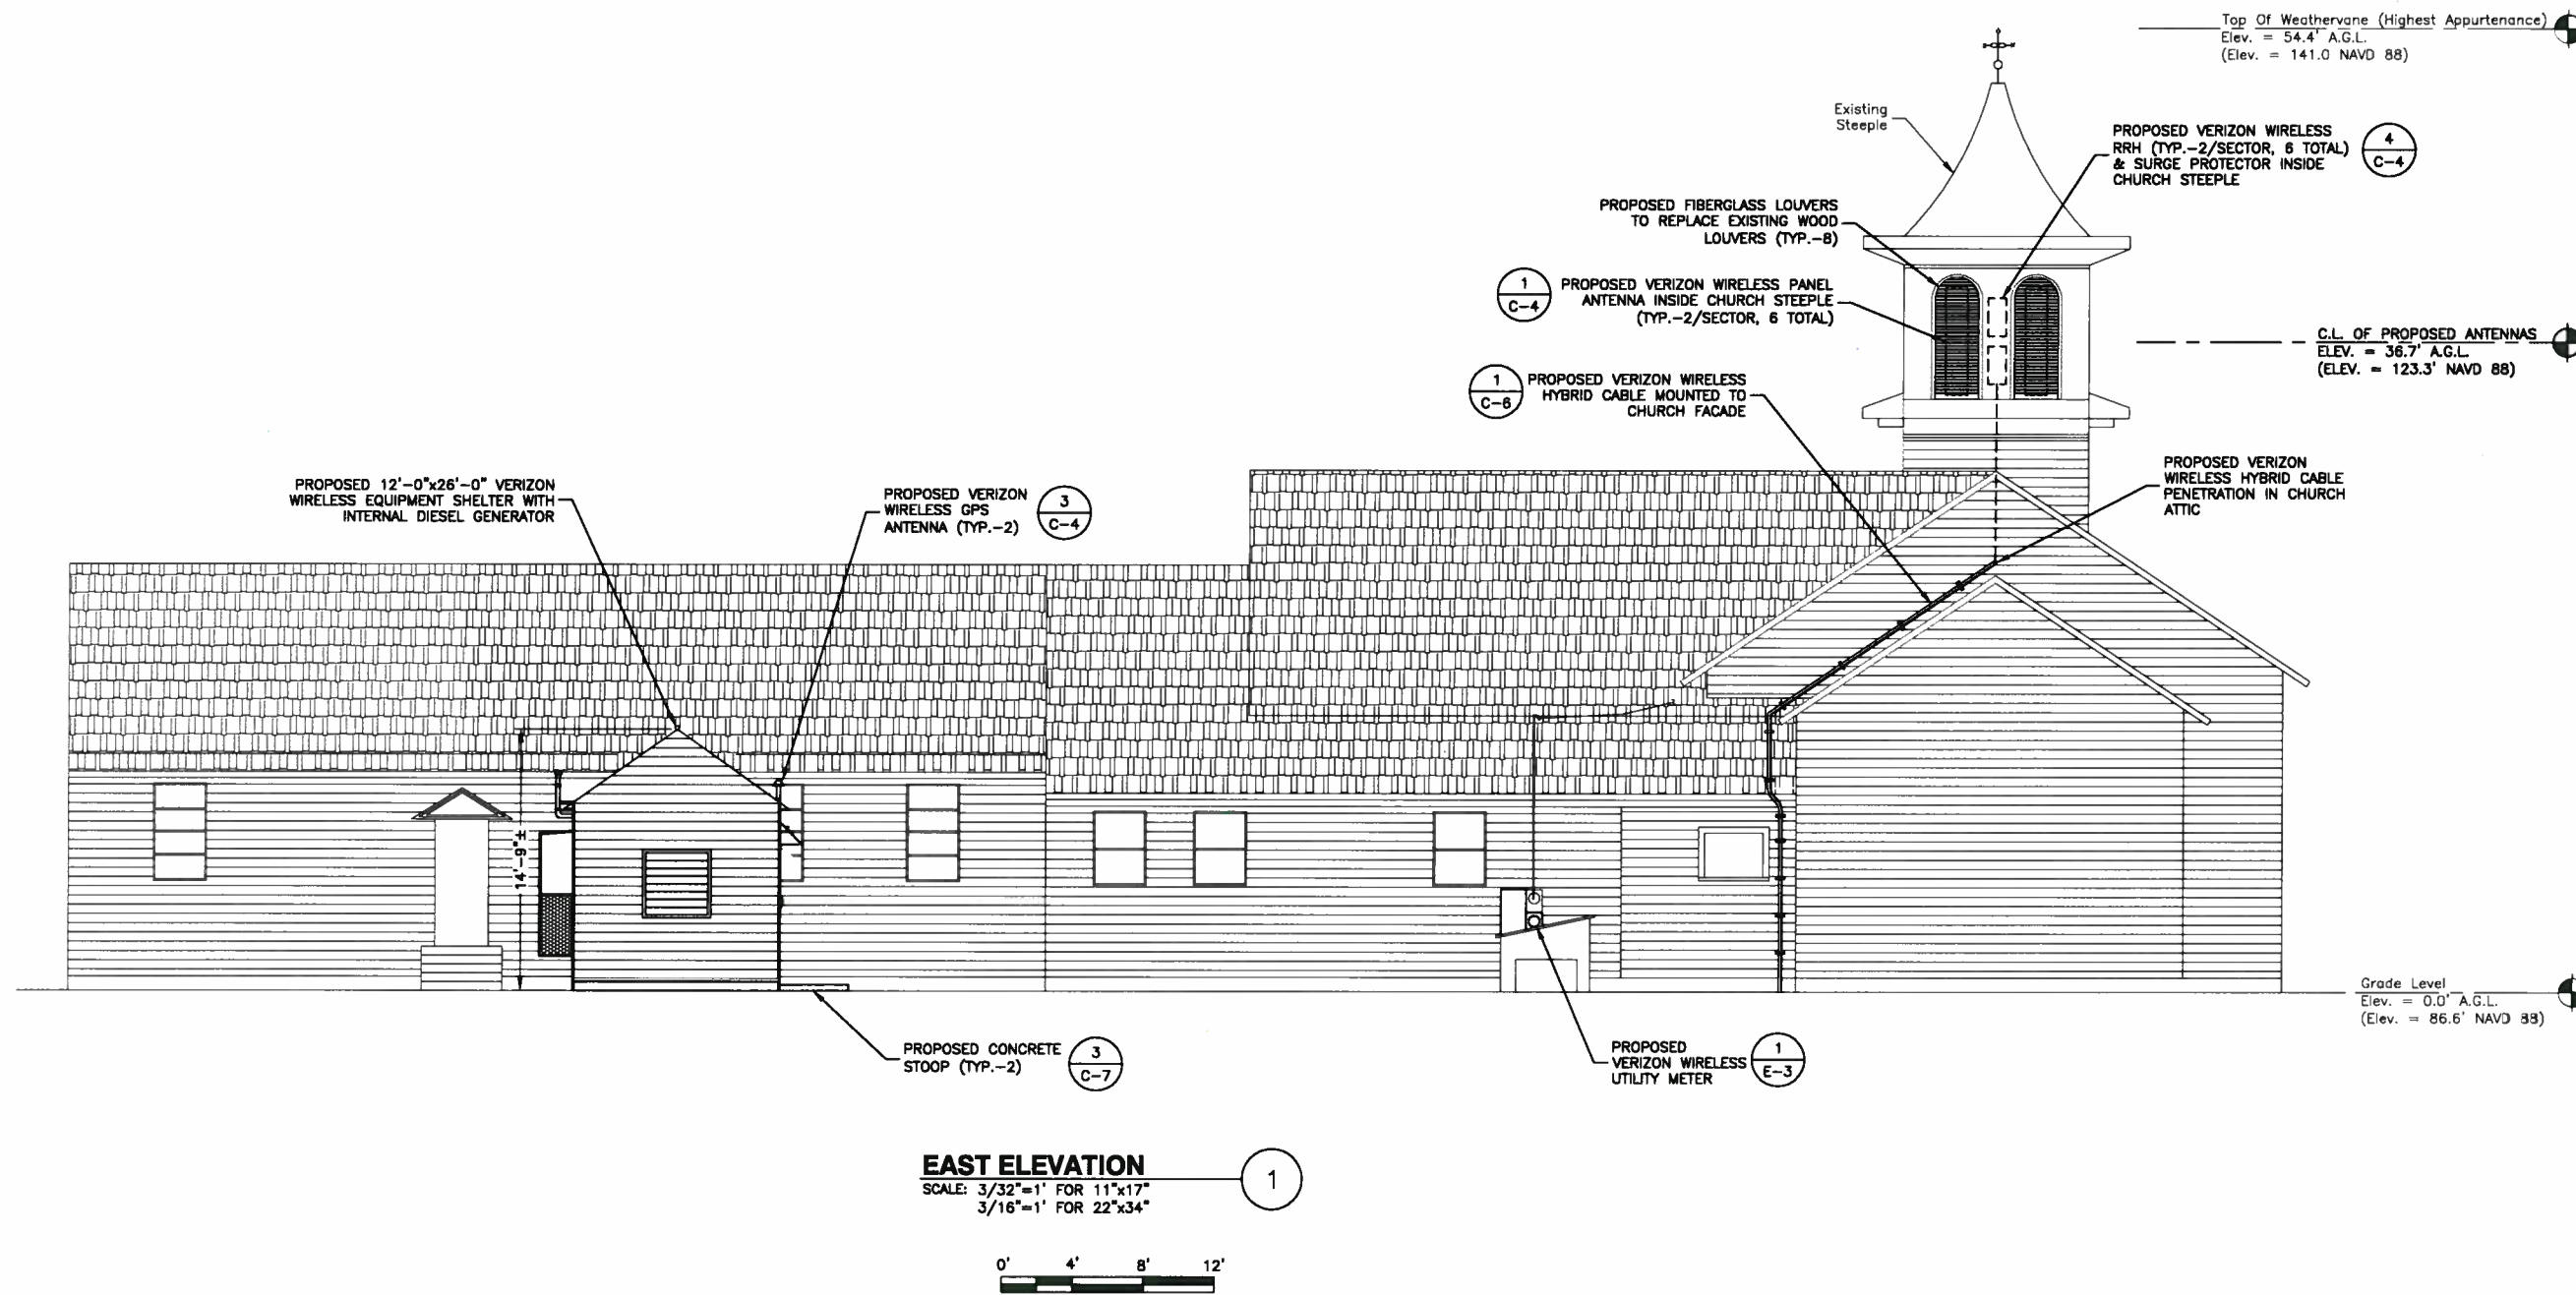 Top Of Weathervane (Highest Appurtenance)
Elev. = 54.4' A.G.L.
(Elev. = 141.0 NAVD 88)
Existing
Steeple
PROPOSED VERIZON WIRELESS
RRH (TYP.-2/SECTOR, 6 TOTAL)
& SURGE PROTECTOR INSIDE
CHURCH STEEPLE
4
C-4
PROPOSED FIBERGLASS LOUVERS
TO REPLACE EXISTING WOOD
LOUVERS (TYP.-8)
1
C-4
PROPOSED VERIZON WIRELESS PANEL
ANTENNA INSIDE CHURCH STEEPLE
(TYP.-2/SECTOR, 6 TOTAL)
C.L. OF PROPOSED ANTENNAS
ELEV. = 36.7' A.G.L.
(ELEV. = 123.3' NAVD 88)
1
C-6
PROPOSED VERIZON WIRELESS
HYBRID CABLE MOUNTED TO
CHURCH FACADE
PROPOSED VERIZON
WIRELESS HYBRID CABLE
PENETRATION IN CHURCH
ATTIC
PROPOSED 12'-0"x26'-0" VERIZON
WIRELESS EQUIPMENT SHELTER WITH
INTERNAL DIESEL GENERATOR
PROPOSED VERIZON
WIRELESS GPS
ANTENNA (TYP.-2)
3
C-4
14'-9"±
Grade Level
Elev. = 0.0' A.G.L.
(Elev. = 86.6' NAVD 88)
PROPOSED CONCRETE
STOOP (TYP.-2)
3
C-7
PROPOSED
VERIZON WIRELESS
UTILITY METER
1
E-3
EAST ELEVATION
SCALE: 3/32"=1' FOR 11"x17"
3/16"=1' FOR 22"x34"
1
0' 4' 8' 12'